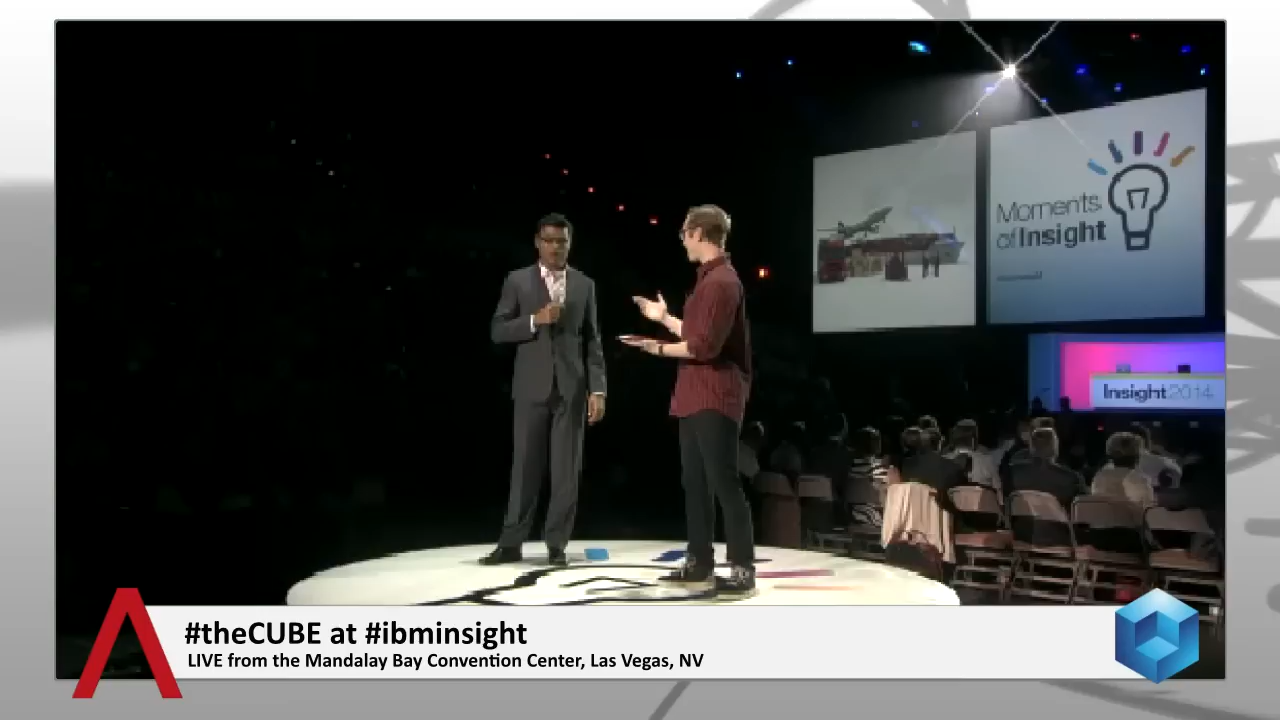 Moments
of Insight
Insight2014
#theCUBE at #ibminsight
LIVE from the Mandalay Bay Convention Center, Las Vegas, NV